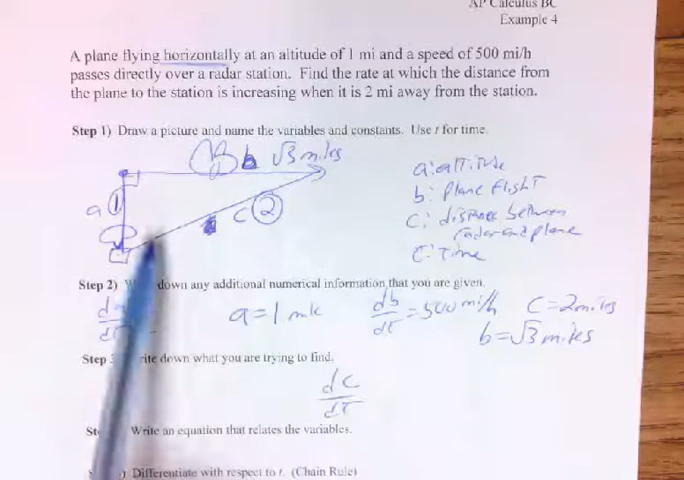 AP Calculus BC
Example 4
A plane flying horizontally at an altitude of 1 mi and a speed of 500 mi/h
passes directly over a radar station. Find the rate at which the distance from
the plane to the station is increasing when it is 2 mi away from the station.
Step 1) Draw a picture and name the variables and constants. Use t for time.
b √3 miles
a 1
c 2
a: altitude
b: plane flight
c: distance between
radar and plane
t: time
Step 2) down any additional numerical information that you are given.
a=1 mile
db/dt = 500 mi/h
c=2 miles
b=√3 miles
Step rite down what you are trying to find.
dc/dt
Ste Write an equation that relates the variables.
) Differentiate with respect to t. (Chain Rule)